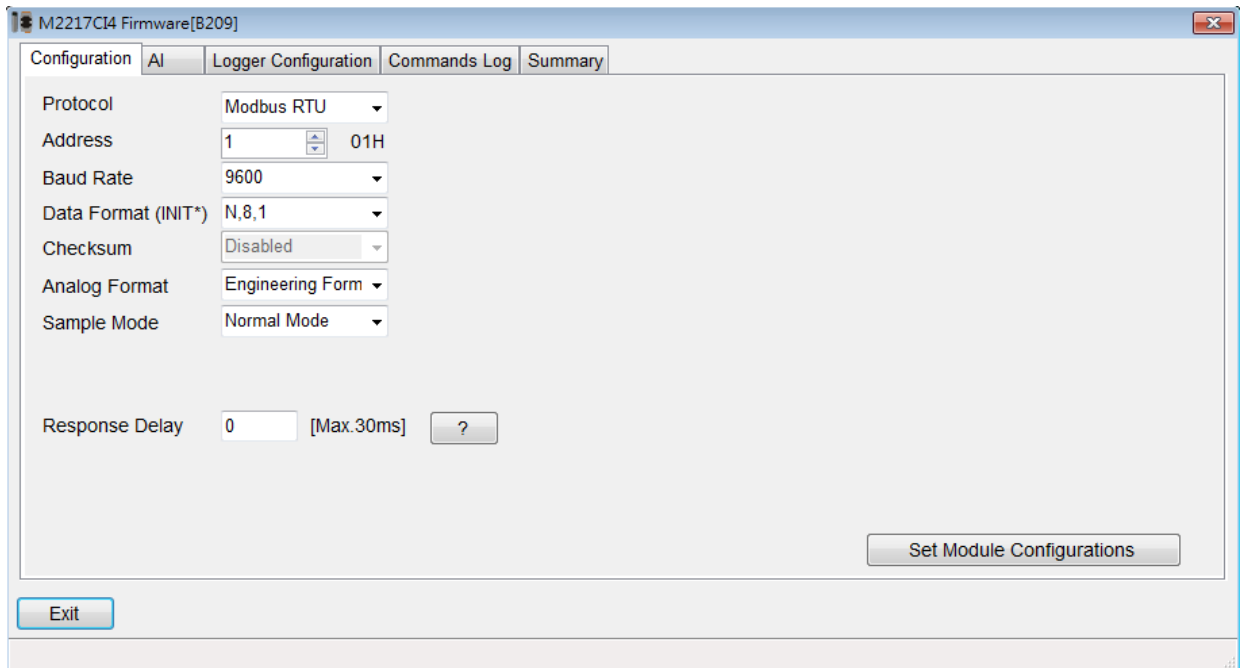 M2217CI4 Firmware[B209]
Configuration AI Logger Configuration Commands Log Summary
Protocol Modbus RTU
Address 1 01H
Baud Rate 9600
Data Format (INIT*) N,8,1
Checksum Disabled
Analog Format Engineering Form
Sample Mode Normal Mode
Response Delay 0 [Max.30ms] ?
Set Module Configurations
Exit